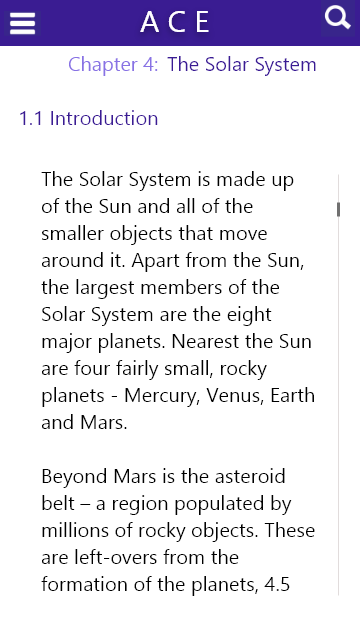 A C E
Chapter 4: The Solar System
1.1 Introduction
The Solar System is made up
of the Sun and all of the
smaller objects that move
around it. Apart from the Sun,
the largest members of the
Solar System are the eight
major planets. Nearest the Sun
are four fairly small, rocky
planets - Mercury, Venus, Earth
and Mars.
Beyond Mars is the asteroid
belt – a region populated by
millions of rocky objects. These
are left-overs from the
formation of the planets, 4.5